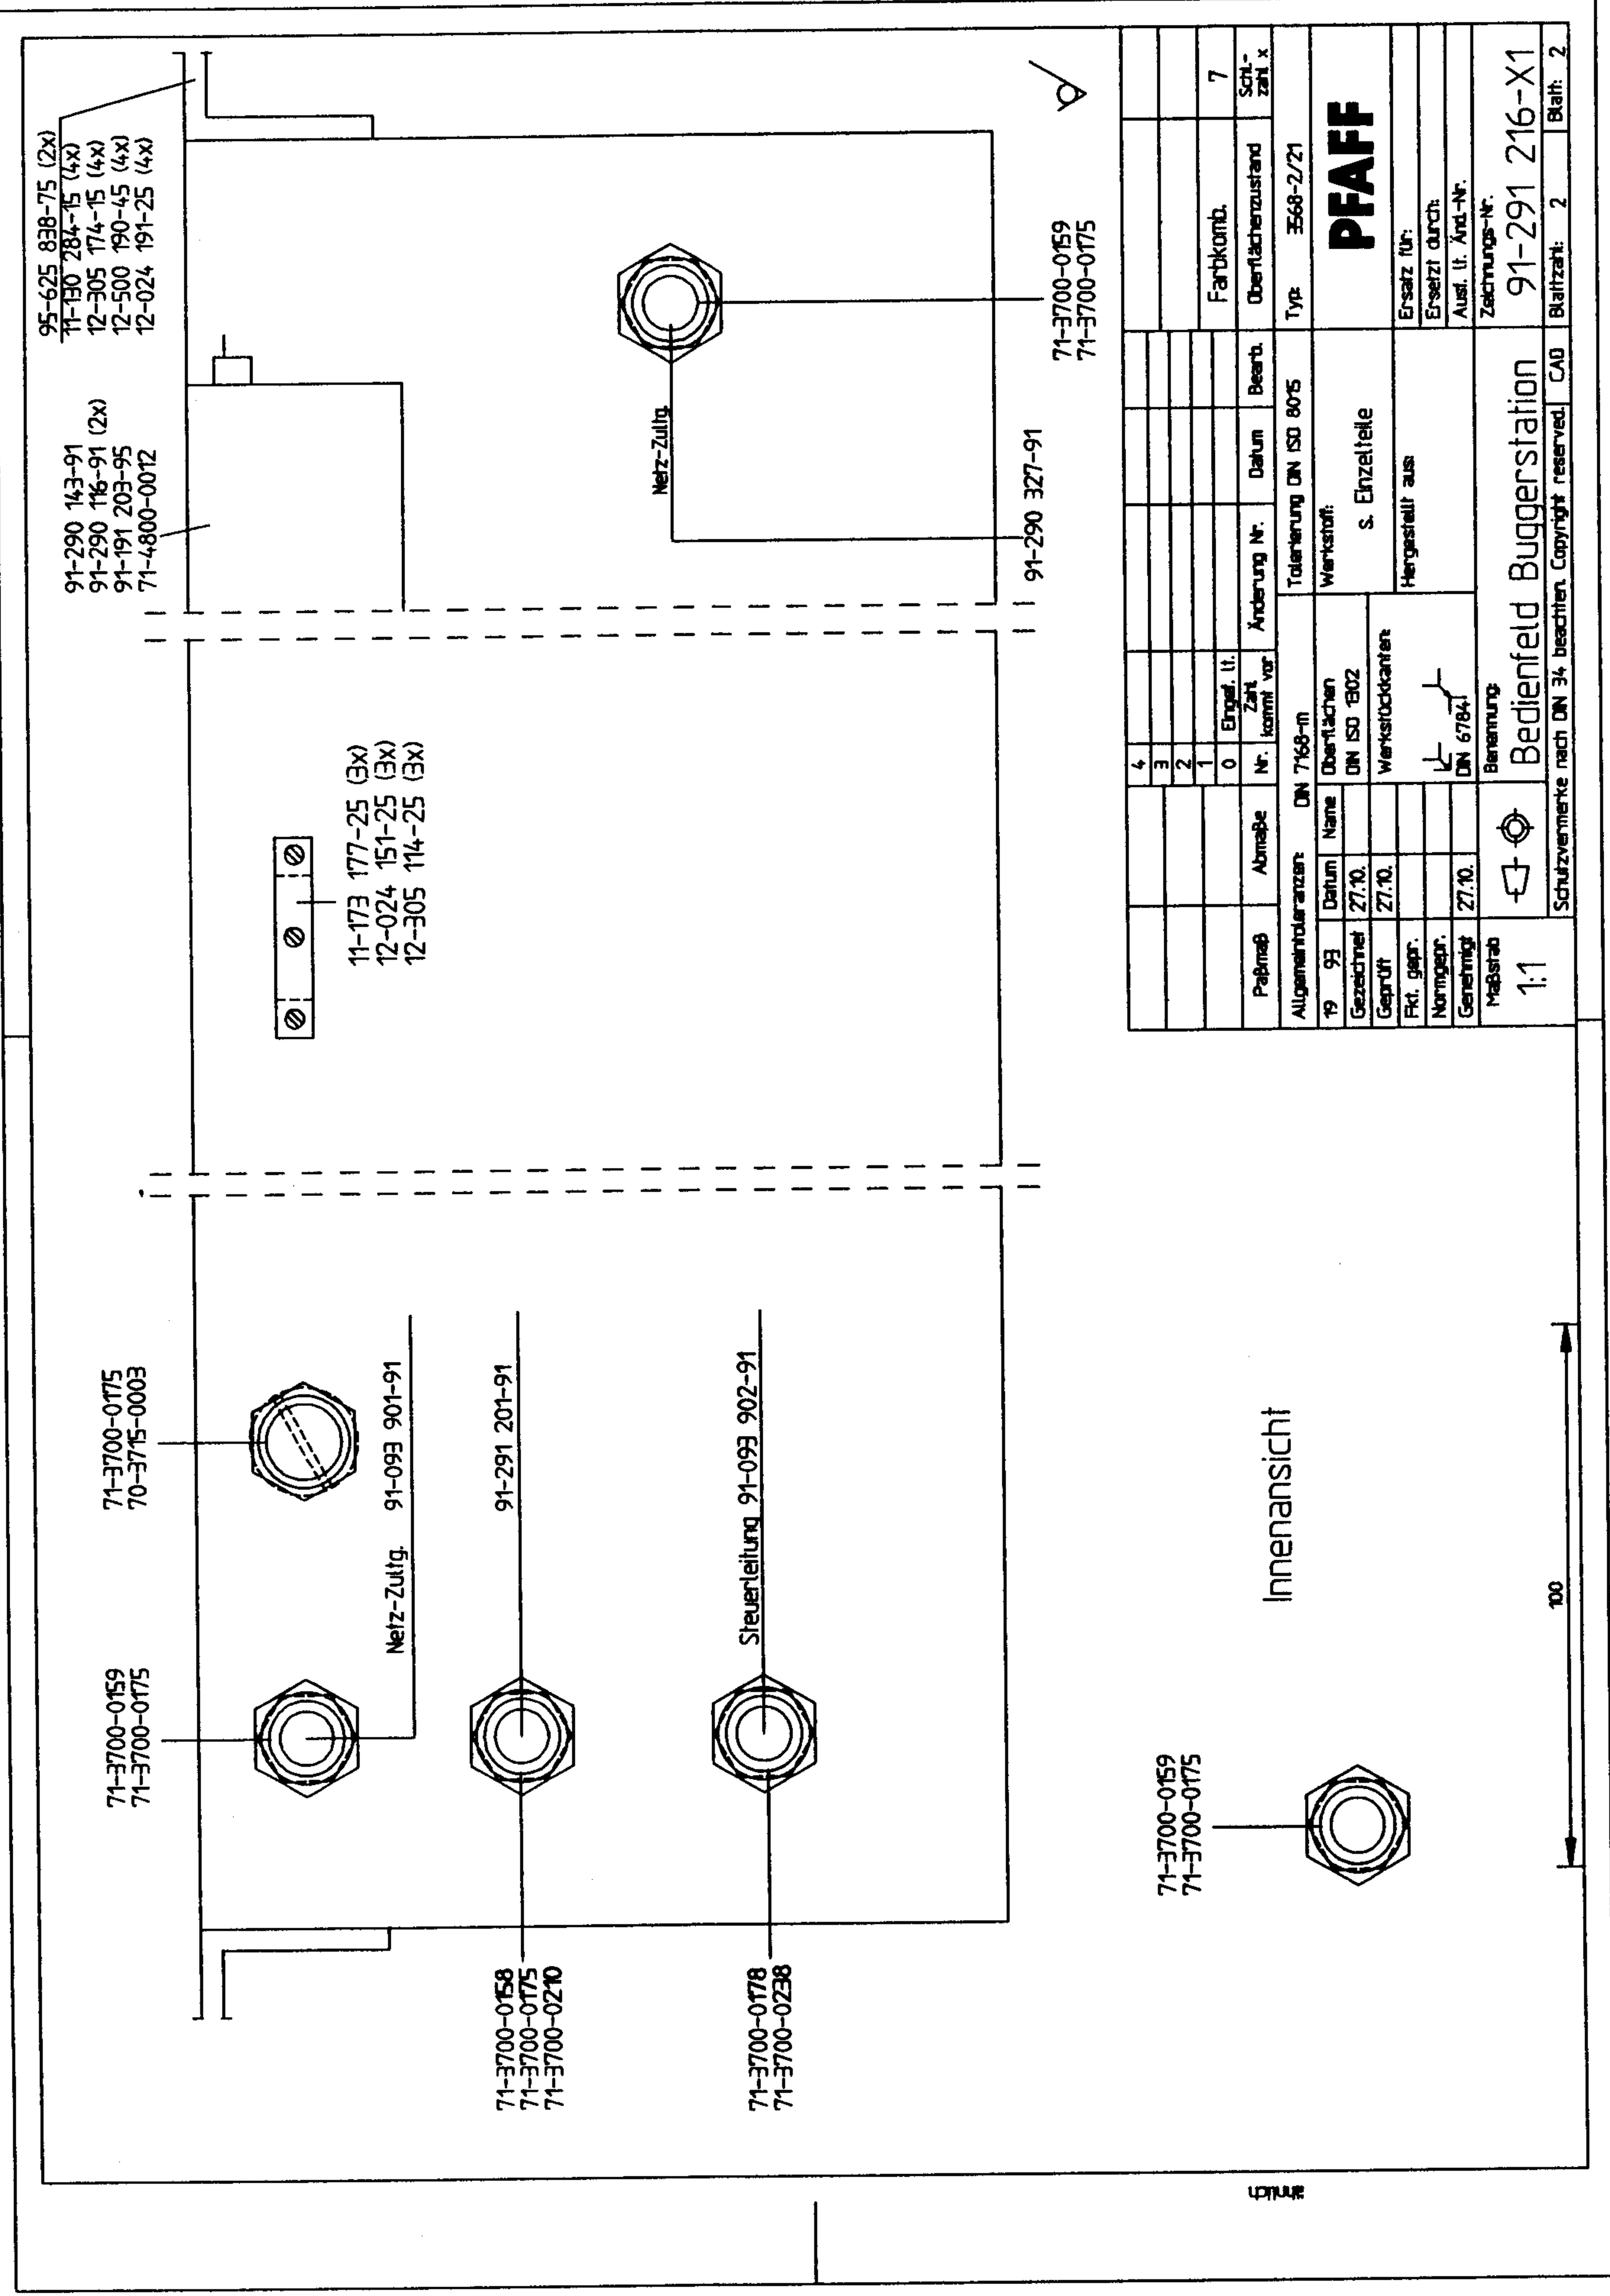 95-625 838-75 (2x)
11-130 284-15 (4x)
12-305 174-15 (4x)
12-500 190-45 (4x)
12-024 191-25 (4x)
91-290 143-91
91-290 116-91 (2x)
91-191 203-95
71-4800-0012
71-3700-0175
70-3715-0003
71-3700-0159
71-3700-0175
11-173 177-25 (3x)
12-024 151-25 (3x)
12-305 114-25 (3x)
Netz-Zultg. 91-093 901-91
91-291 201-91
Steuerleitung 91-093 902-91
Netz-Zultg.
71-3700-0158
71-3700-0175
71-3700-0210
71-3700-0178
71-3700-0238
91-290 327-91
71-3700-0159
71-3700-0175
71-3700-0159
71-3700-0175
Innenansicht
100
ähnlich
4
3
2
1
0 Eingef. lt.
Farbkomb. 7
Paßmaß Abmaße Nr. Zahl kommt vor Änderung Nr. Datum Bearb. Oberflächenzustand Schl.-zahl x
Allgemeintoleranzen: DIN 7168-m Tolerierung DIN ISO 8015 Typ: 3568-2/21
19 93 Datum Name
Gezeichnet 27.10.
Geprüft 27.10.
Fkt. gepr.
Normgepr.
Genehmigt 27.10.
Oberflächen
DIN ISO 1302
Werkstückkanten:
DIN 6784
Werkstoff:
s. Einzelteile
Hergestellt aus:
PFAFF
Ersatz für:
Ersetzt durch:
Ausf. lt. Änd.-Nr.
Maßstab
1:1
Benennung:
Bedienfeld Buggerstation
Zeichnungs-Nr.
91-291 216-X1
Schutzvermerke nach DIN 34 beachten. Copyright reserved. CAD Blattzahl: 2 Blatt: 2